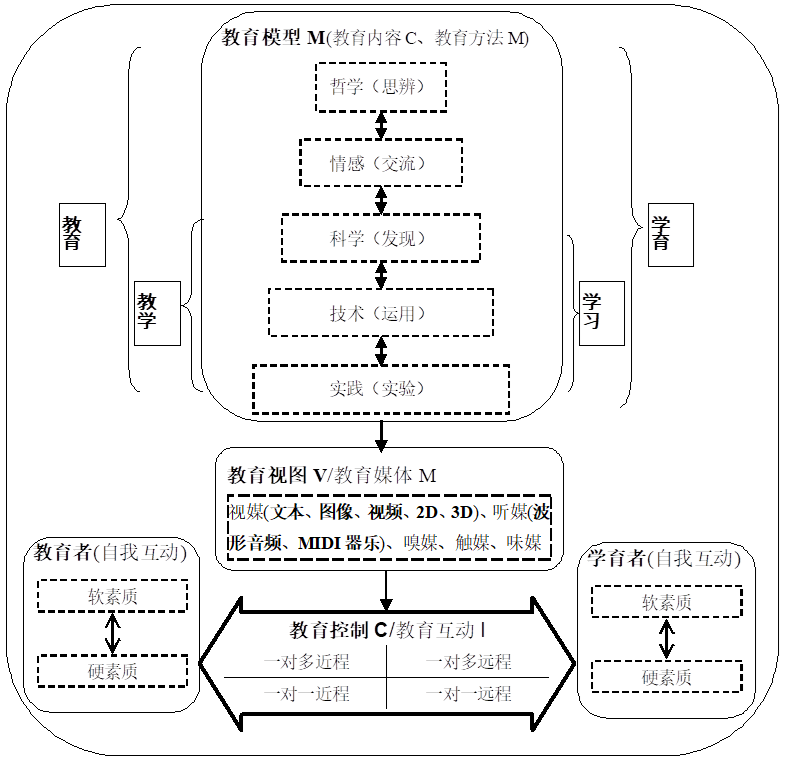 教育模型 M(教育内容 C、教育方法 M)
哲学（思辨）
情感（交流）
教育
学育
科学（发现）
教学
学习
技术（运用）
实践（实验）
教育视图 V/教育媒体 M
视媒(文本、图像、视频、2D、3D)、听媒(波
形音频、MIDI 器乐)、嗅媒、触媒、味媒
教育者(自我互动)
软素质
硬素质
学育者(自我互动)
软素质
硬素质
教育控制 C/教育互动 I
一对多近程
一对多远程
一对一近程
一对一远程